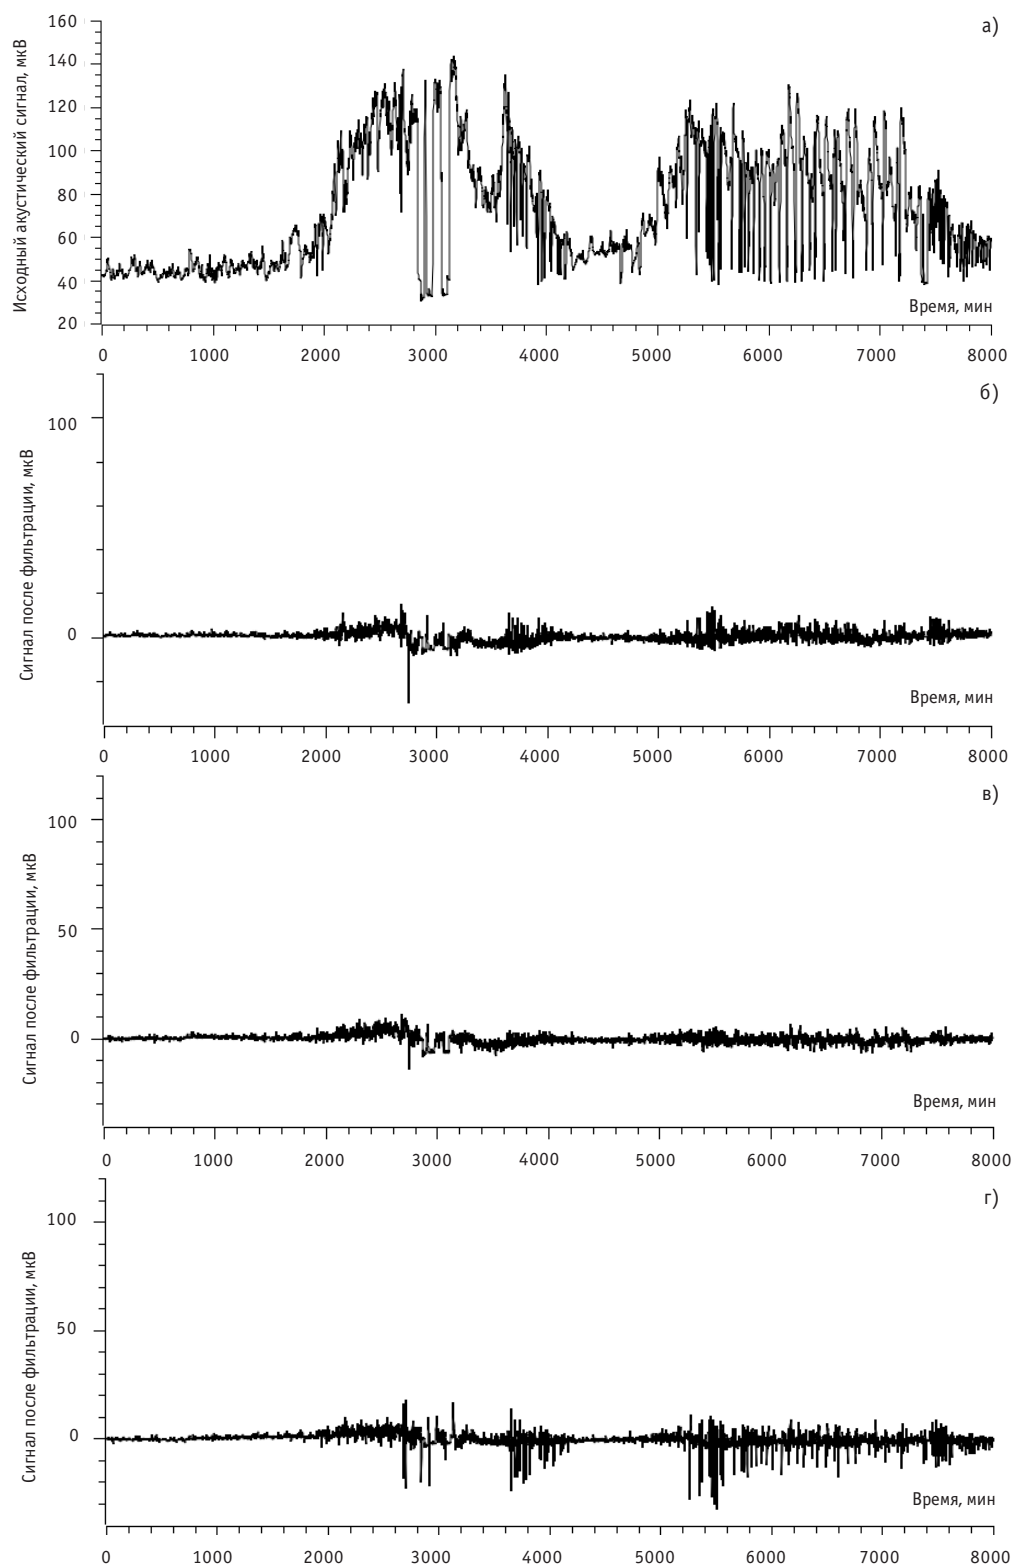 а)
Исходный акустический сигнал, мкВ
160
140
120
100
80
60
40
20
Время, мин
0 1000 2000 3000 4000 5000 6000 7000 8000
б)
Сигнал после фильтрации, мкВ
100
0
Время, мин
0 1000 2000 3000 4000 5000 6000 7000 8000
в)
Сигнал после фильтрации, мкВ
100
50
0
Время, мин
0 1000 2000 3000 4000 5000 6000 7000 8000
г)
Сигнал после фильтрации, мкВ
100
50
0
Время, мин
0 1000 2000 3000 4000 5000 6000 7000 8000